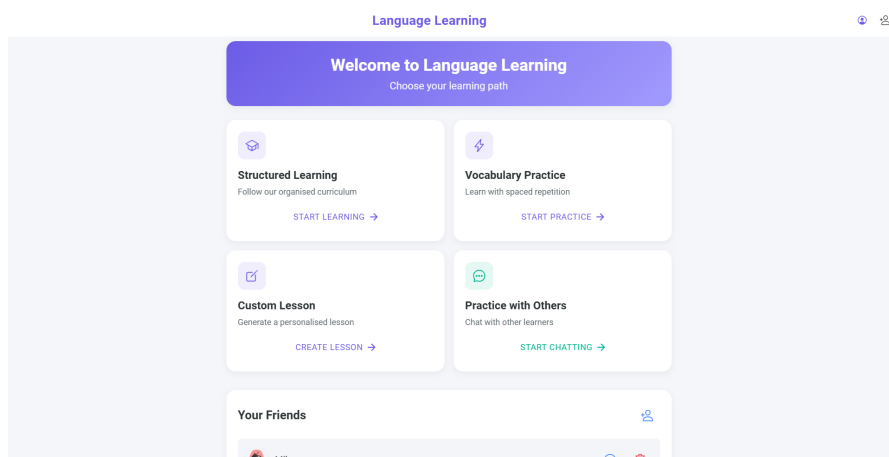 Language Learning
Welcome to Language Learning
Choose your learning path
Structured Learning
Follow our organised curriculum
START LEARNING
Vocabulary Practice
Learn with spaced repetition
START PRACTICE
Custom Lesson
Generate a personalised lesson
CREATE LESSON
Practice with Others
Chat with other learners
START CHATTING
Your Friends